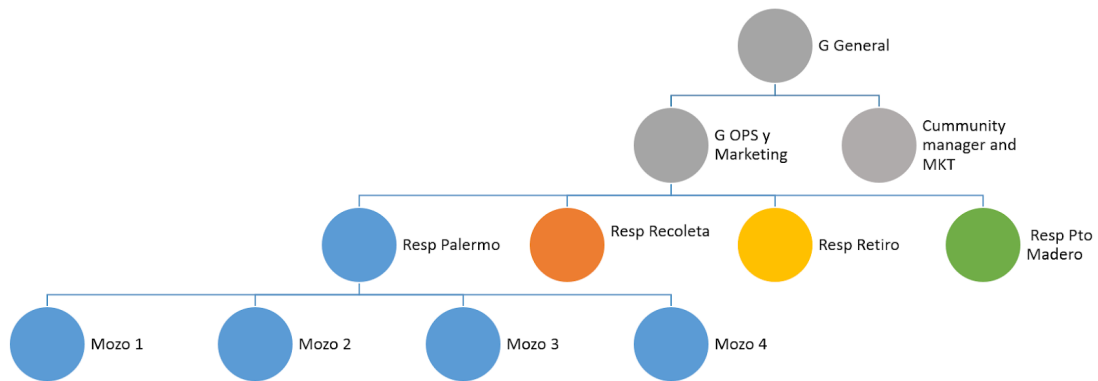 G General
G OPS y
Marketing
Cummunity
manager and
MKT
Resp Palermo
Resp Recoleta
Resp Retiro
Resp Pto
Madero
Mozo 1
Mozo 2
Mozo 3
Mozo 4